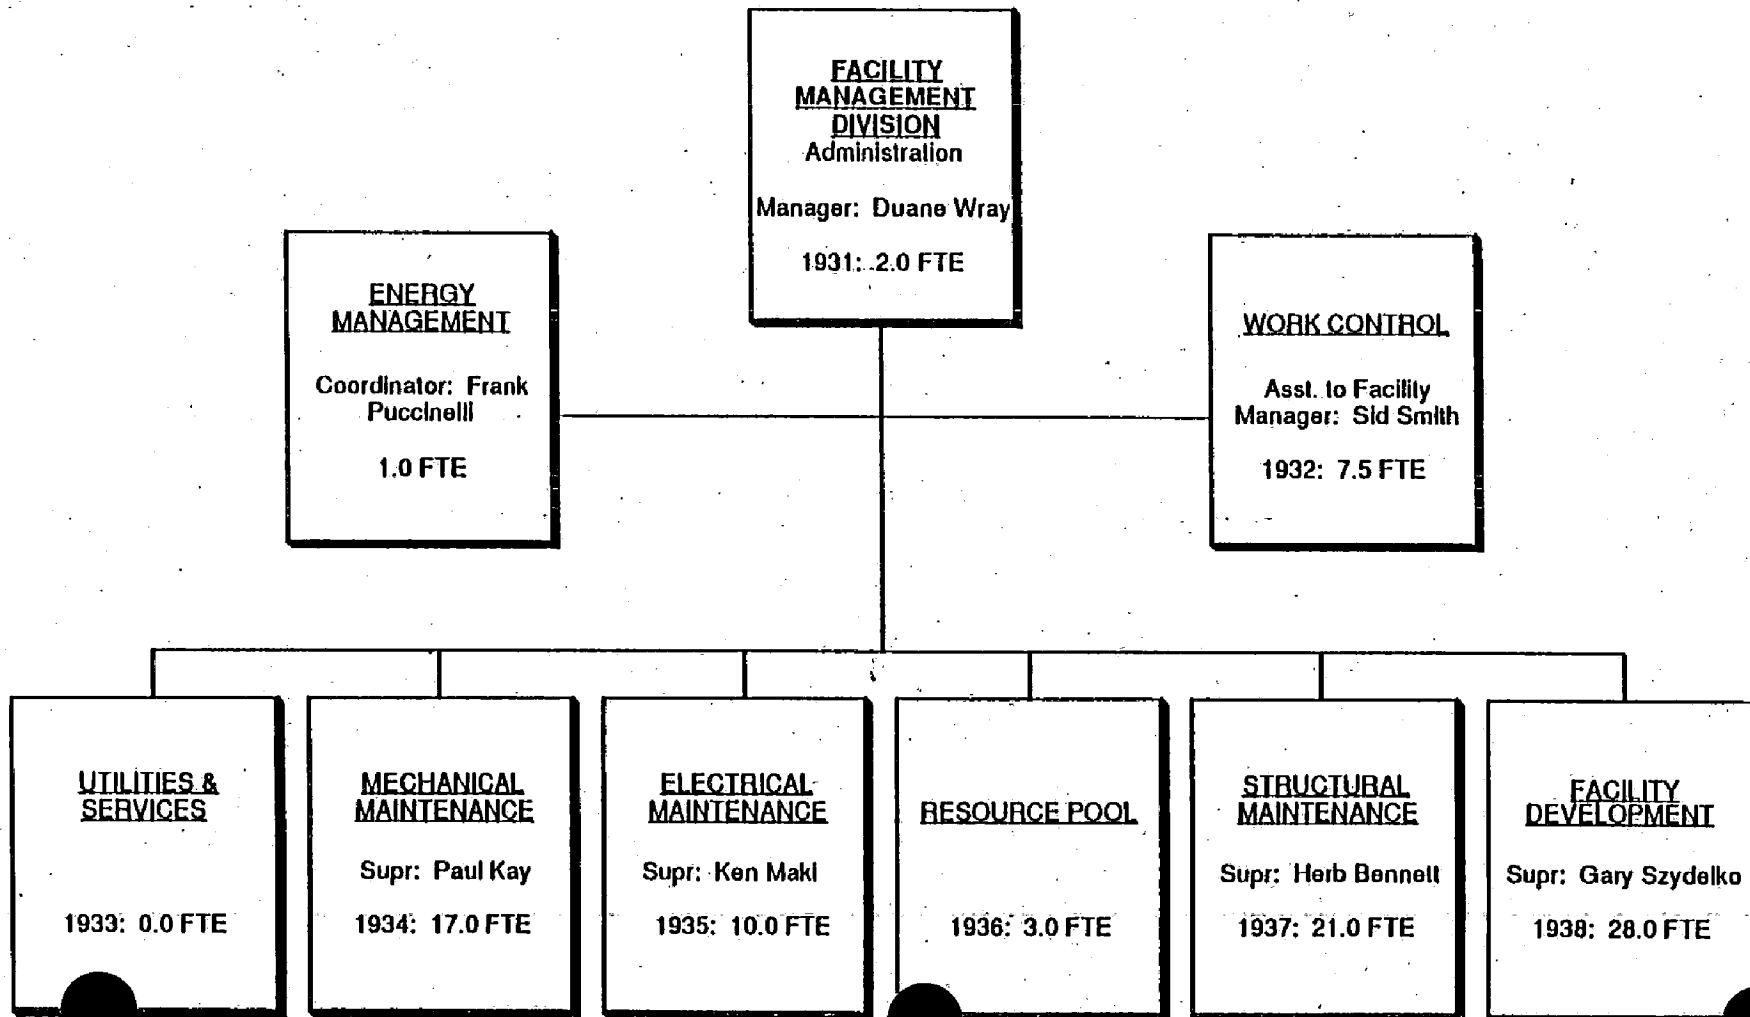 FACILITY
MANAGEMENT
DIVISION
Administration
Manager: Duane Wray
1931: 2.0 FTE
ENERGY
MANAGEMENT
Coordinator: Frank
Puccinelli
1.0 FTE
WORK CONTROL
Asst. to Facility
Manager: Sid Smith
1932: 7.5 FTE
UTILITIES &
SERVICES
1933: 0.0 FTE
MECHANICAL
MAINTENANCE
Supr: Paul Kay
1934: 17.0 FTE
ELECTRICAL
MAINTENANCE
Supr: Ken Maki
1935: 10.0 FTE
RESOURCE POOL
1936: 3.0 FTE
STRUCTURAL
MAINTENANCE
Supr: Herb Bennett
1937: 21.0 FTE
FACILITY
DEVELOPMENT
Supr: Gary Szydelko
1938: 28.0 FTE